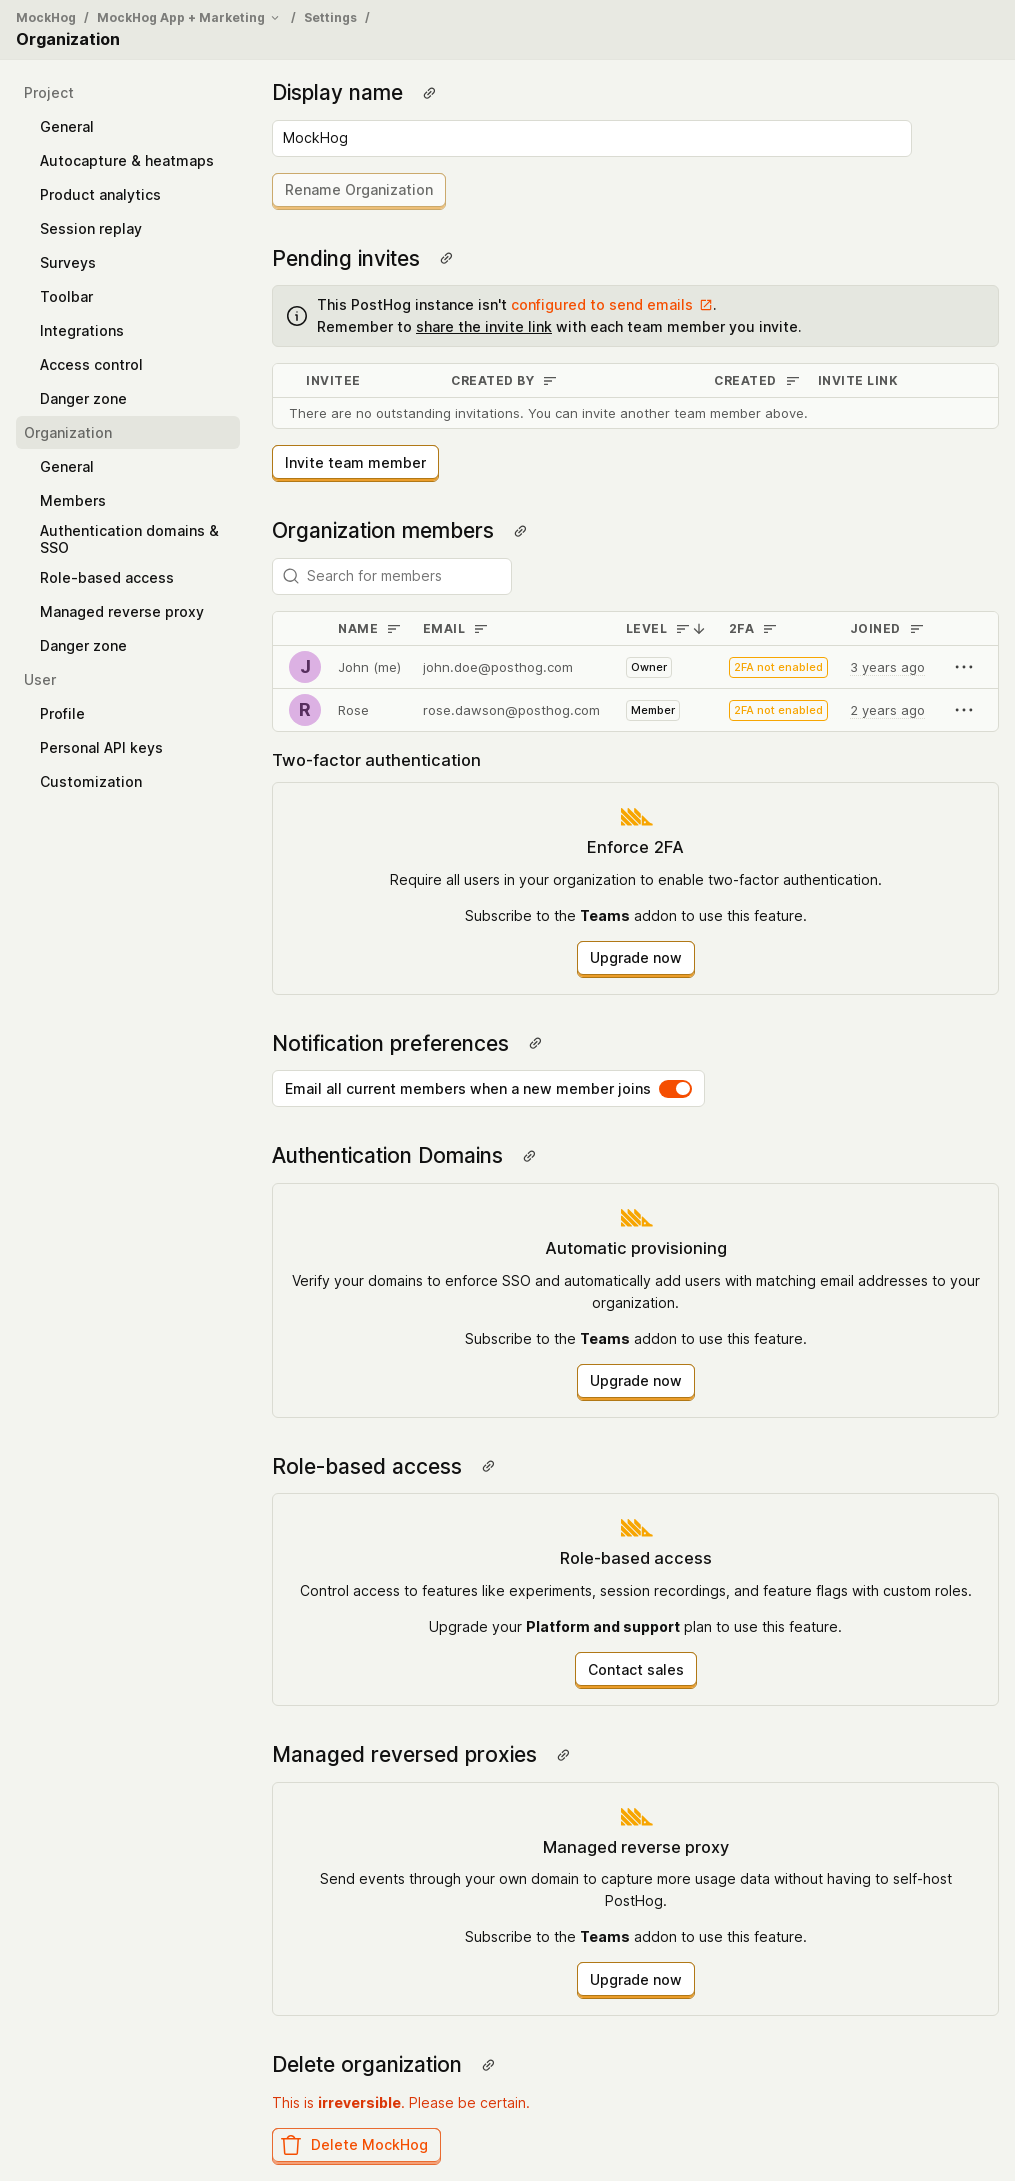 MockHog / MockHog App + Marketing / Settings /
Organization
Project
General
Autocapture & heatmaps
Product analytics
Session replay
Surveys
Toolbar
Integrations
Access control
Danger zone
Organization
General
Members
Authentication domains &
SSO
Role-based access
Managed reverse proxy
Danger zone
User
Profile
Personal API keys
Customization
Display name
MockHog
Rename Organization
Pending invites
This PostHog instance isn't configured to send emails .
Remember to share the invite link with each team member you invite.
INVITEE CREATED BY CREATED INVITE LINK
There are no outstanding invitations. You can invite another team member above.
Invite team member
Organization members
Search for members
NAME EMAIL LEVEL 2FA JOINED
J John (me) john.doe@posthog.com Owner 2FA not enabled 3 years ago
R Rose rose.dawson@posthog.com Member 2FA not enabled 2 years ago
Two-factor authentication
Enforce 2FA
Require all users in your organization to enable two-factor authentication.
Subscribe to the Teams addon to use this feature.
Upgrade now
Notification preferences
Email all current members when a new member joins
Authentication Domains
Automatic provisioning
Verify your domains to enforce SSO and automatically add users with matching email addresses to your
organization.
Subscribe to the Teams addon to use this feature.
Upgrade now
Role-based access
Role-based access
Control access to features like experiments, session recordings, and feature flags with custom roles.
Upgrade your Platform and support plan to use this feature.
Contact sales
Managed reversed proxies
Managed reverse proxy
Send events through your own domain to capture more usage data without having to self-host
PostHog.
Subscribe to the Teams addon to use this feature.
Upgrade now
Delete organization
This is irreversible. Please be certain.
Delete MockHog